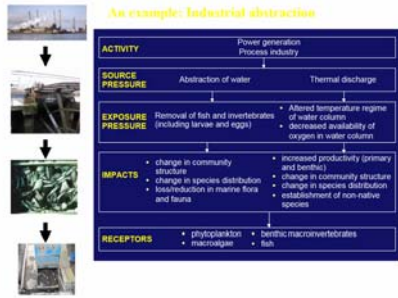 An example: Industrial abstraction
ACTIVITY
Power generation
Process industry
SOURCE
PRESSURE
Abstraction of water
Thermal discharge
EXPOSURE
PRESSURE
Removal of fish and invertebrates
(including larvae and eggs)
• Altered temperature regime
of water column
• decreased availability of
oxygen in water column
IMPACTS
• change in community
structure
• change in species distribution
• loss/reduction in marine flora
and fauna
• increased productivity (primary
and benthic)
• change in community structure
• change in species distribution
• establishment of non-native
species
RECEPTORS
• phytoplankton
• macroalgae
• benthic macroinvertebrates
• fish